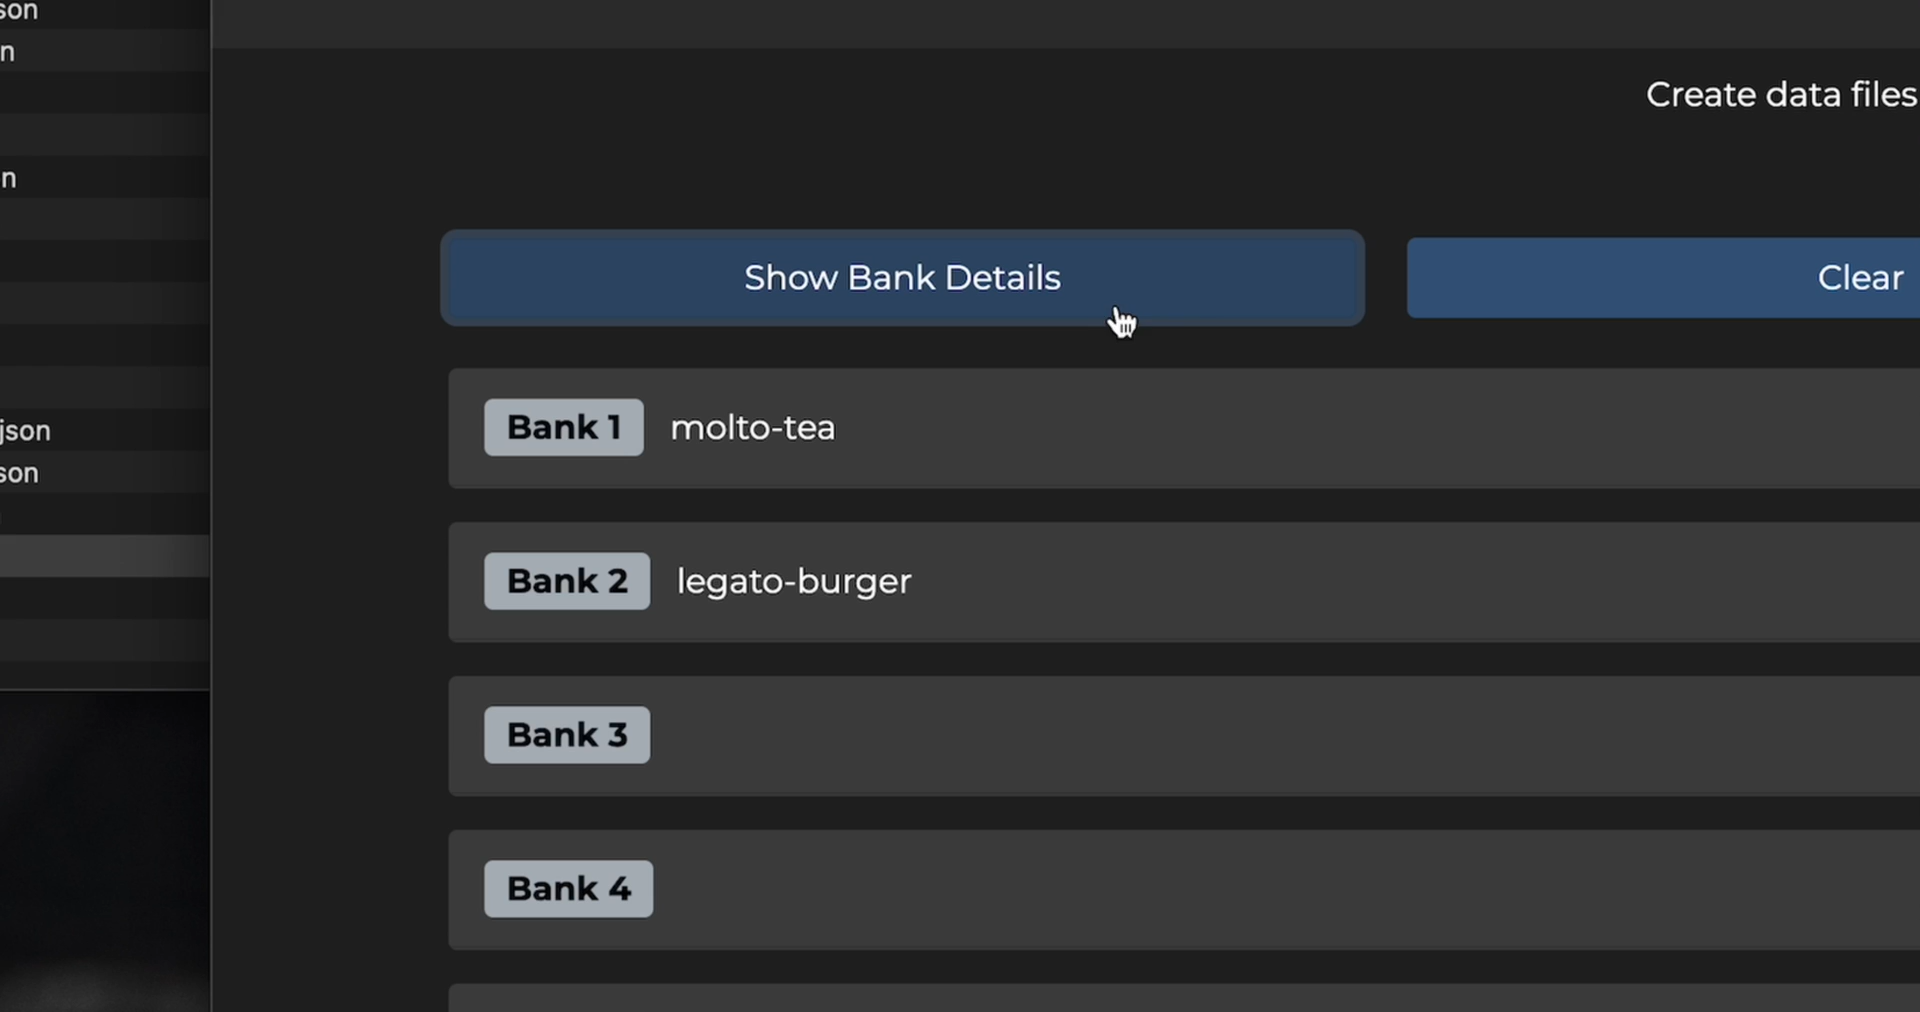 son
n
n
json
son
Create data files
Show Bank Details
Clear
Bank 1 molto-tea
Bank 2 legato-burger
Bank 3
Bank 4